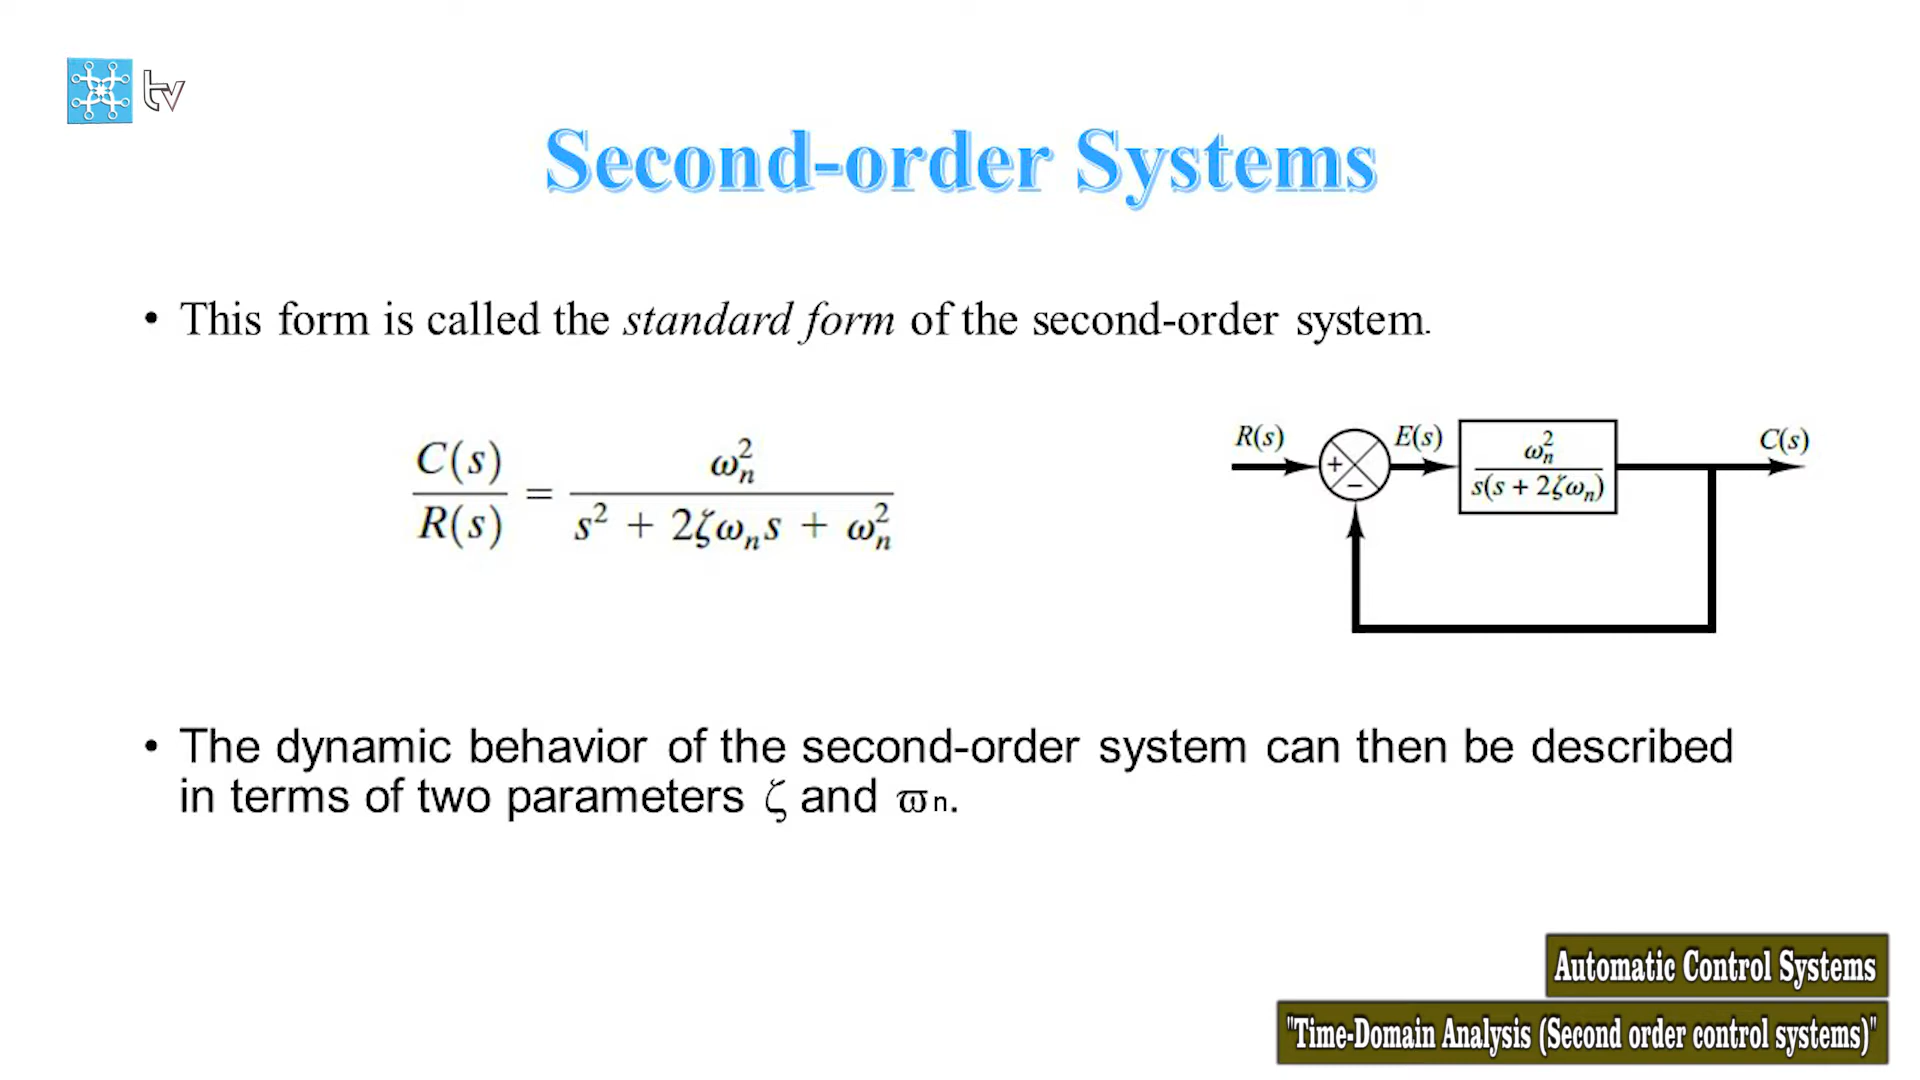 tv
Second-order Systems
• This form is called the standard form of the second-order system.
C(s)/R(s) = ωₙ²/(s² + 2ζωₙs + ωₙ²)
R(s) + − E(s) ωₙ²/(s(s + 2ζωₙ)) C(s)
• The dynamic behavior of the second-order system can then be described
in terms of two parameters ζ and ϖn.
Automatic Control Systems
"Time-Domain Analysis (Second order control systems)"